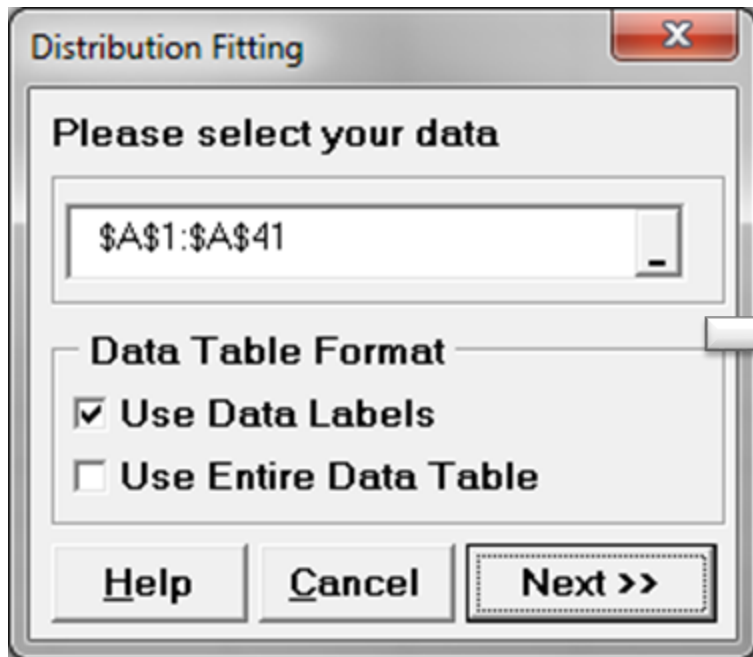 Distribution Fitting
Please select your data
$A$1:$A$41
Data Table Format
Use Data Labels
Use Entire Data Table
Help Cancel Next >>